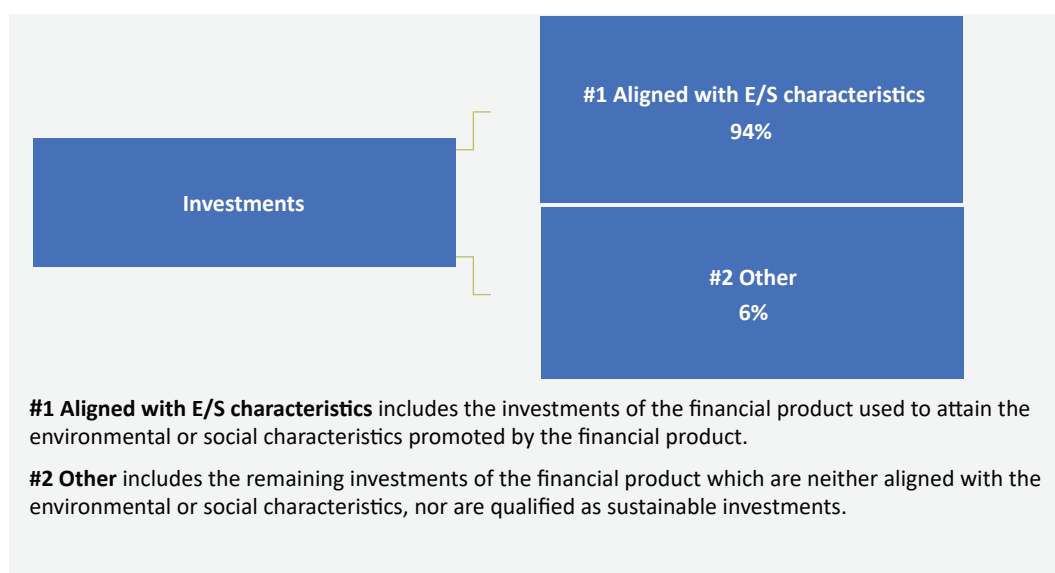 #1 Aligned with E/S characteristics
94%
Investments
#2 Other
6%
#1 Aligned with E/S characteristics includes the investments of the financial product used to attain the
environmental or social characteristics promoted by the financial product.
#2 Other includes the remaining investments of the financial product which are neither aligned with the
environmental or social characteristics, nor are qualified as sustainable investments.